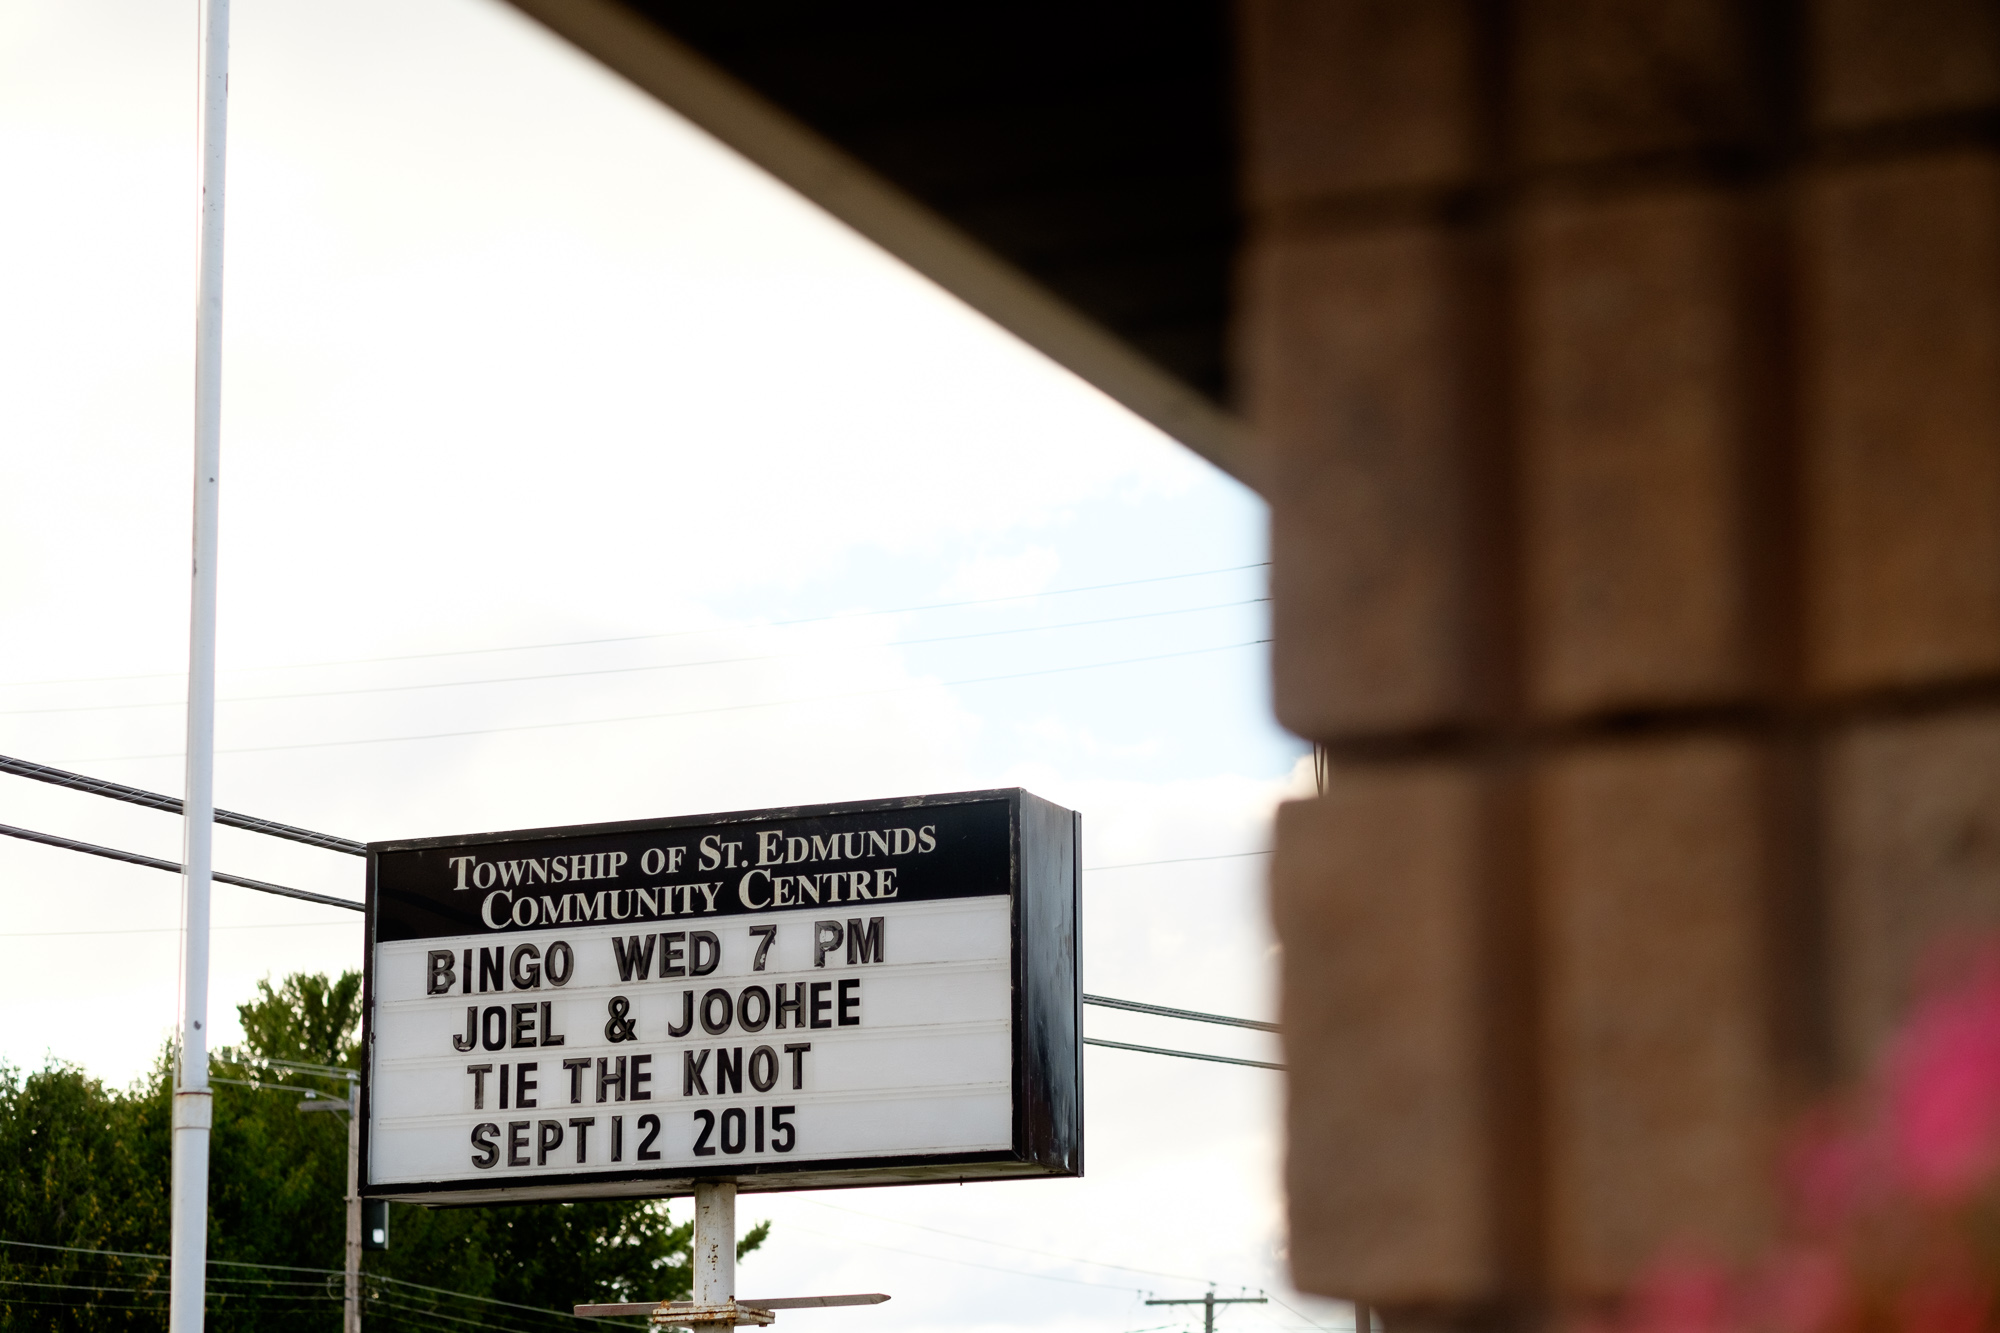 TOWNSHIP OF ST. EDMUNDS
COMMUNITY CENTRE
BINGO WED 7 PM
JOEL & JOOHEE
TIE THE KNOT
SEPT 12 2015